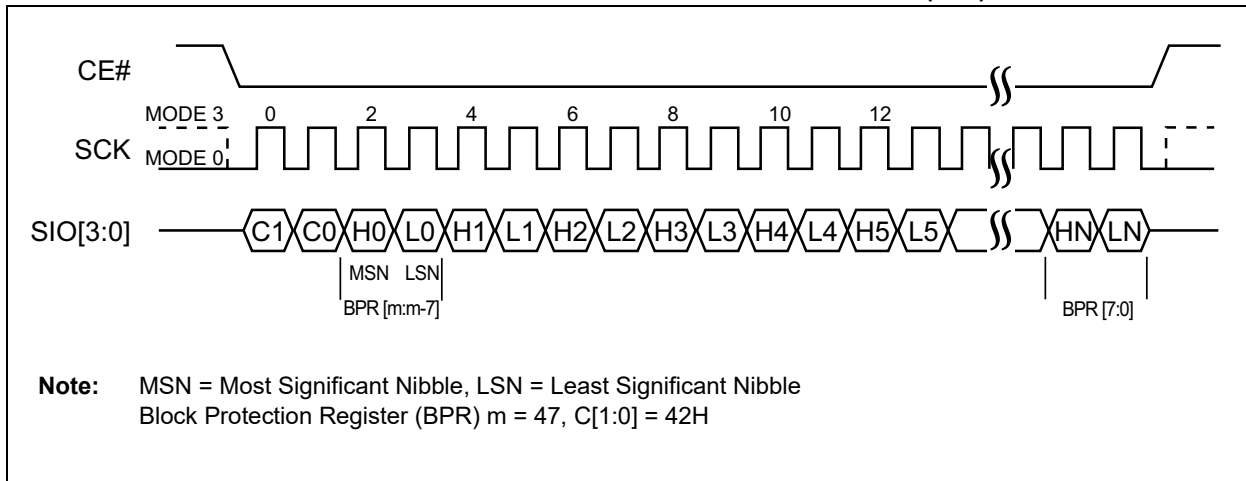 CE#
MODE 3 0 2 4 6 8 10 12
SCK
MODE 0
SIO[3:0] C1 C0 H0 L0 H1 L1 H2 L2 H3 L3 H4 L4 H5 L5 HN LN
MSN LSN
BPR [m:m-7] BPR [7:0]
Note: MSN = Most Significant Nibble, LSN = Least Significant Nibble
Block Protection Register (BPR) m = 47, C[1:0] = 42H